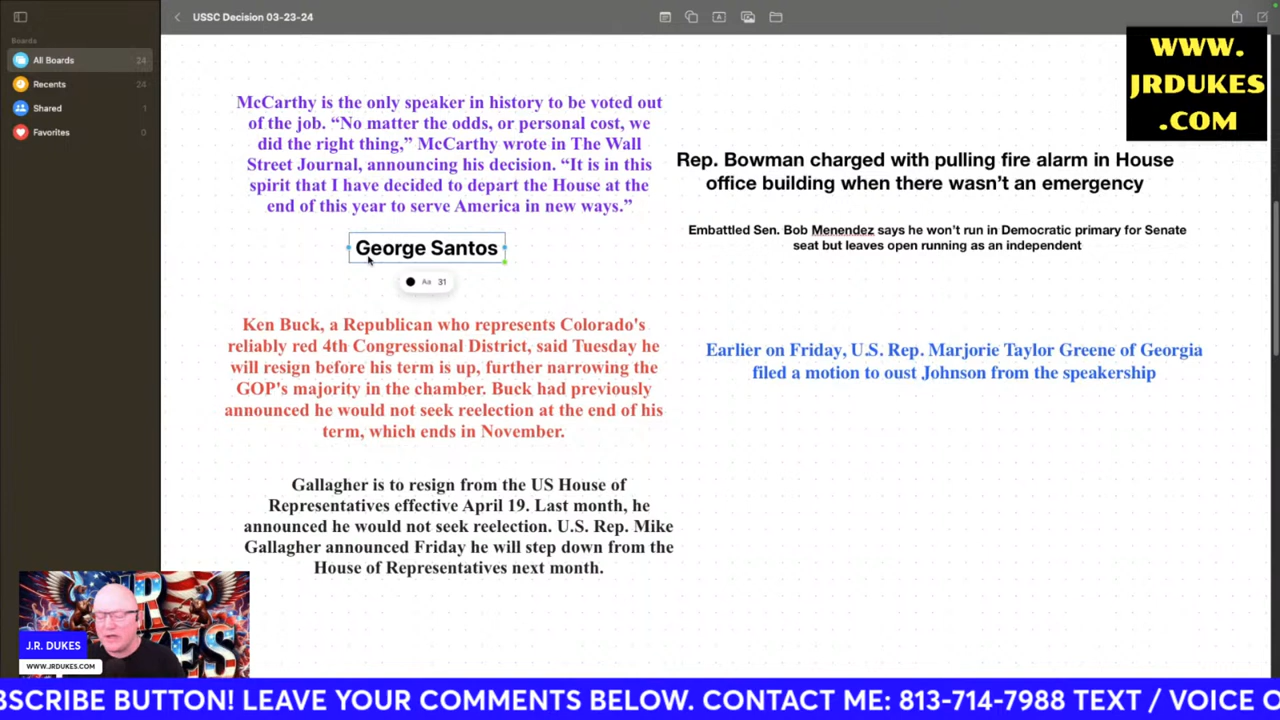 USSC Decision 03-23-24
Boards
All Boards 24
Recents 24
Shared 1
Favorites 0
McCarthy is the only speaker in history to be voted out
of the job. “No matter the odds, or personal cost, we
did the right thing,” McCarthy wrote in The Wall
Street Journal, announcing his decision. “It is in this
spirit that I have decided to depart the House at the
end of this year to serve America in new ways.”
George Santos
Aa 31
Ken Buck, a Republican who represents Colorado's
reliably red 4th Congressional District, said Tuesday he
will resign before his term is up, further narrowing the
GOP's majority in the chamber. Buck had previously
announced he would not seek reelection at the end of his
term, which ends in November.
Gallagher is to resign from the US House of
Representatives effective April 19. Last month, he
announced he would not seek reelection. U.S. Rep. Mike
Gallagher announced Friday he will step down from the
House of Representatives next month.
WWW.
JRDUKES
.COM
Rep. Bowman charged with pulling fire alarm in House
office building when there wasn’t an emergency
Embattled Sen. Bob Menendez says he won’t run in Democratic primary for Senate
seat but leaves open running as an independent
Earlier on Friday, U.S. Rep. Marjorie Taylor Greene of Georgia
filed a motion to oust Johnson from the speakership
J.R. DUKES
WWW.JRDUKES.COM
BSCRIBE BUTTON! LEAVE YOUR COMMENTS BELOW. CONTACT ME: 813-714-7988 TEXT / VOICE